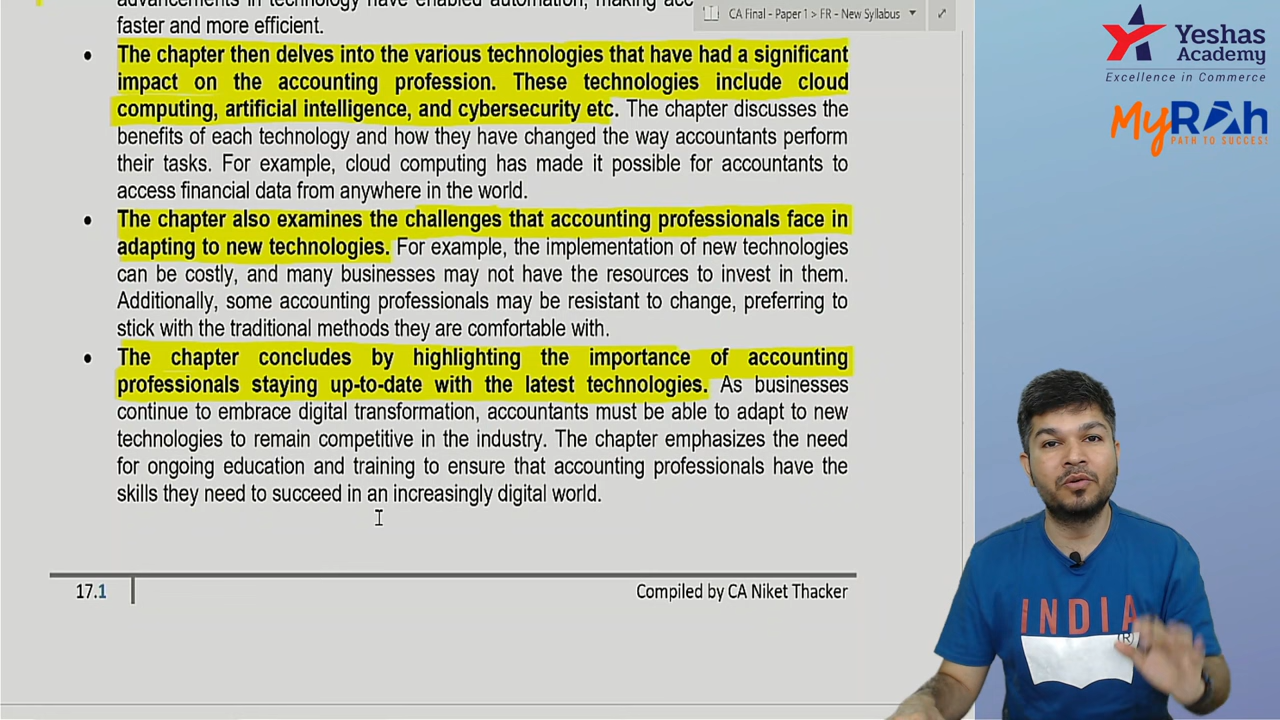 advancements in technology have enabled automation, making acc
faster and more efficient.
CA Final - Paper 1 > FR - New Syllabus
• The chapter then delves into the various technologies that have had a significant
impact on the accounting profession. These technologies include cloud
computing, artificial intelligence, and cybersecurity etc. The chapter discusses the
benefits of each technology and how they have changed the way accountants perform
their tasks. For example, cloud computing has made it possible for accountants to
access financial data from anywhere in the world.
• The chapter also examines the challenges that accounting professionals face in
adapting to new technologies. For example, the implementation of new technologies
can be costly, and many businesses may not have the resources to invest in them.
Additionally, some accounting professionals may be resistant to change, preferring to
stick with the traditional methods they are comfortable with.
• The chapter concludes by highlighting the importance of accounting
professionals staying up-to-date with the latest technologies. As businesses
continue to embrace digital transformation, accountants must be able to adapt to new
technologies to remain competitive in the industry. The chapter emphasizes the need
for ongoing education and training to ensure that accounting professionals have the
skills they need to succeed in an increasingly digital world.
17.1
Compiled by CA Niket Thacker
Yeshas
Academy
Excellence in Commerce
MyRAh
PATH TO SUCCESS!
INDIA
®